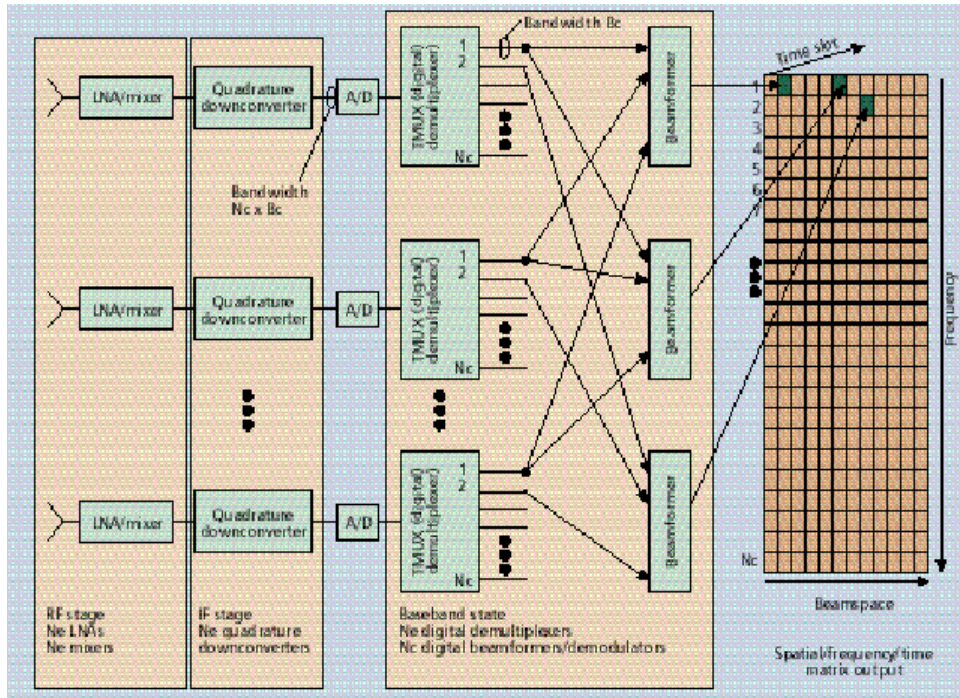 Bandwidth Bc
Time slot
LNA/mixer
Quadrature
downconverter
A/D
TMUX (digital
demultiplexer)
1
2
Nc
Beamformer
Bandwidth
Nc x Bc
LNA/mixer
Quadrature
downconverter
A/D
TMUX (digital
demultiplexer)
1
2
Nc
Beamformer
LNA/mixer
Quadrature
downconverter
A/D
TMUX (digital
demultiplexer)
1
2
Nc
Beamformer
1
2
3
4
5
6
7
Nc
Frequency
Beamspace
RF stage
Ne LNAs
Ne mixers
IF stage
Ne quadrature
downconverters
Baseband state
Ne digital demultiplexers
Nc digital beamformers/demodulators
Spatial/frequency/time
matrix output